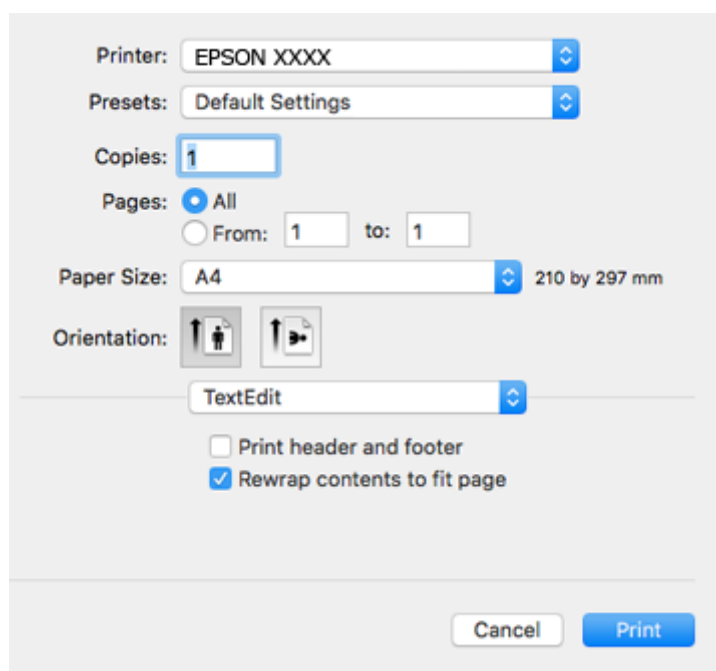 Printer: EPSON XXXX
Presets: Default Settings
Copies: 1
Pages: All
From: 1 to: 1
Paper Size: A4 210 by 297 mm
Orientation:
TextEdit
Print header and footer
Rewrap contents to fit page
Cancel Print